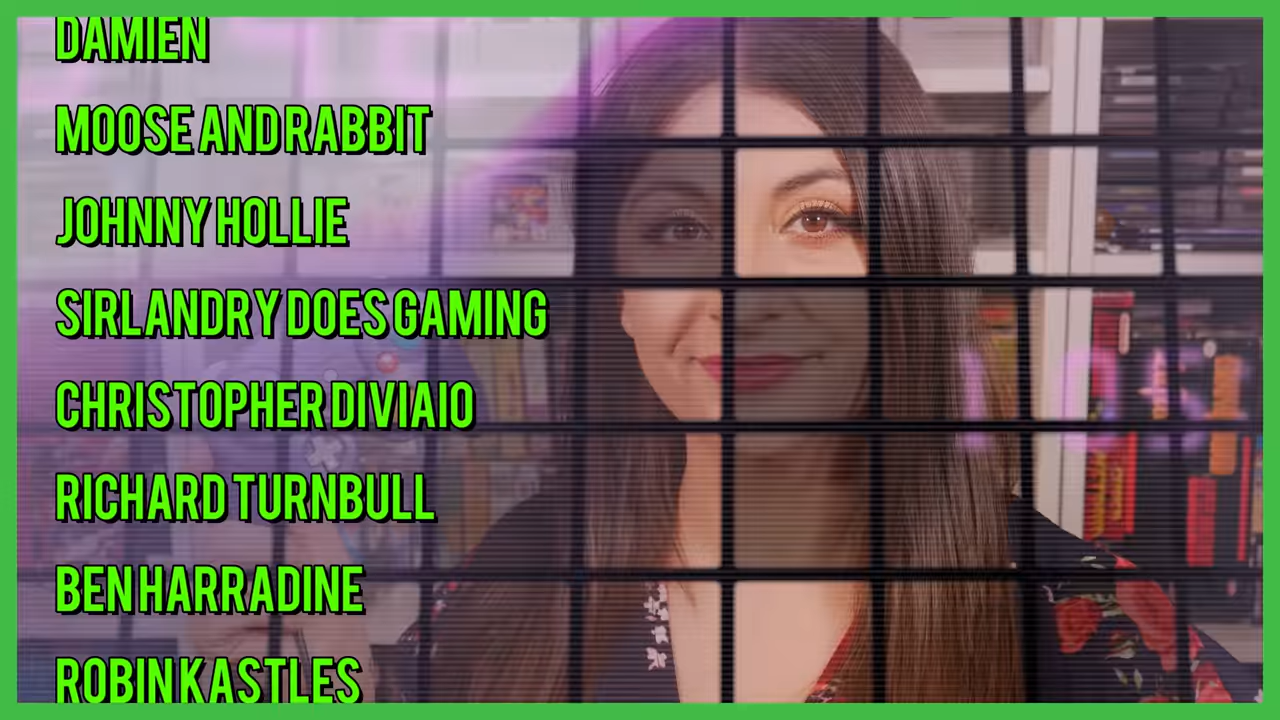 DAMIEN
MOOSE AND RABBIT
JOHNNY HOLLIE
SIRLANDRY DOES GAMING
CHRISTOPHER DIVIAIO
RICHARD TURNBULL
BEN HARRADINE
ROBIN KASTLES